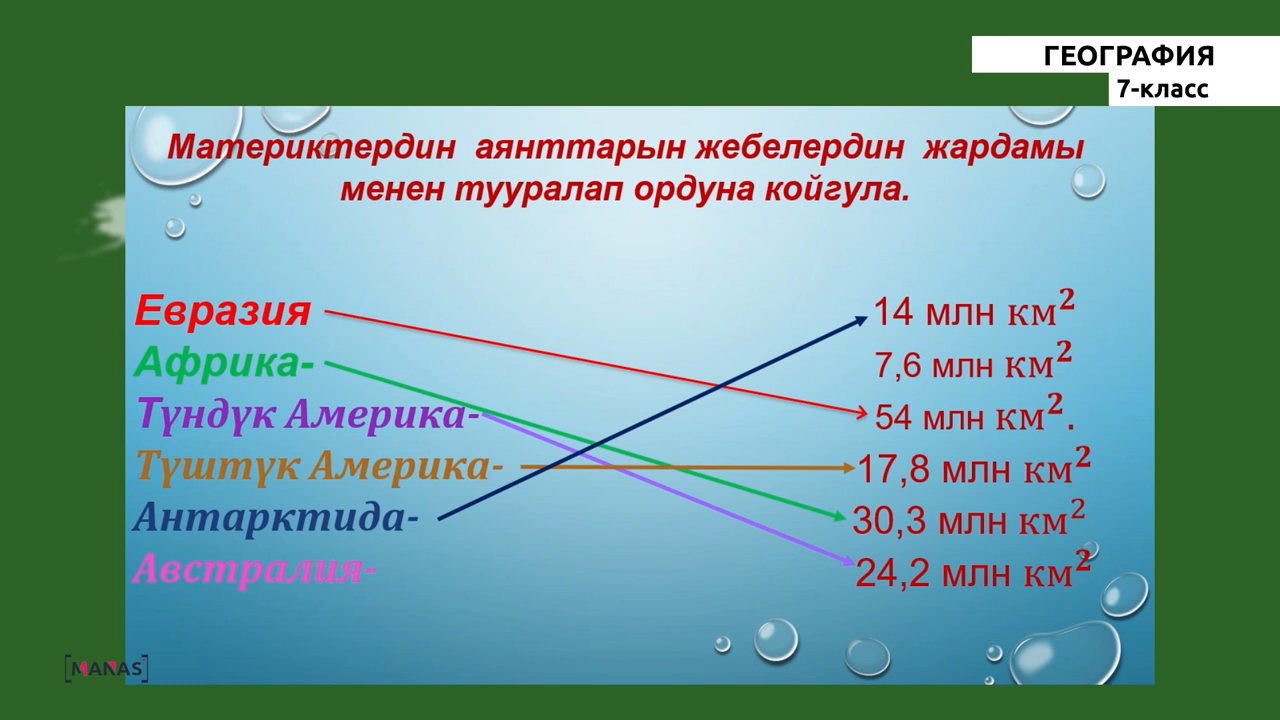 ГЕОГРАФИЯ
7-класс
Материктердин аянттарын жебелердин жардамы
менен тууралап ордуна койгула.
Евразия 14 млн км²
Африка- 7,6 млн км²
Түндүк Америка- 54 млн км².
Түштүк Америка- 17,8 млн км²
Антарктида- 30,3 млн км²
Австралия- 24,2 млн км²
[MANAS]